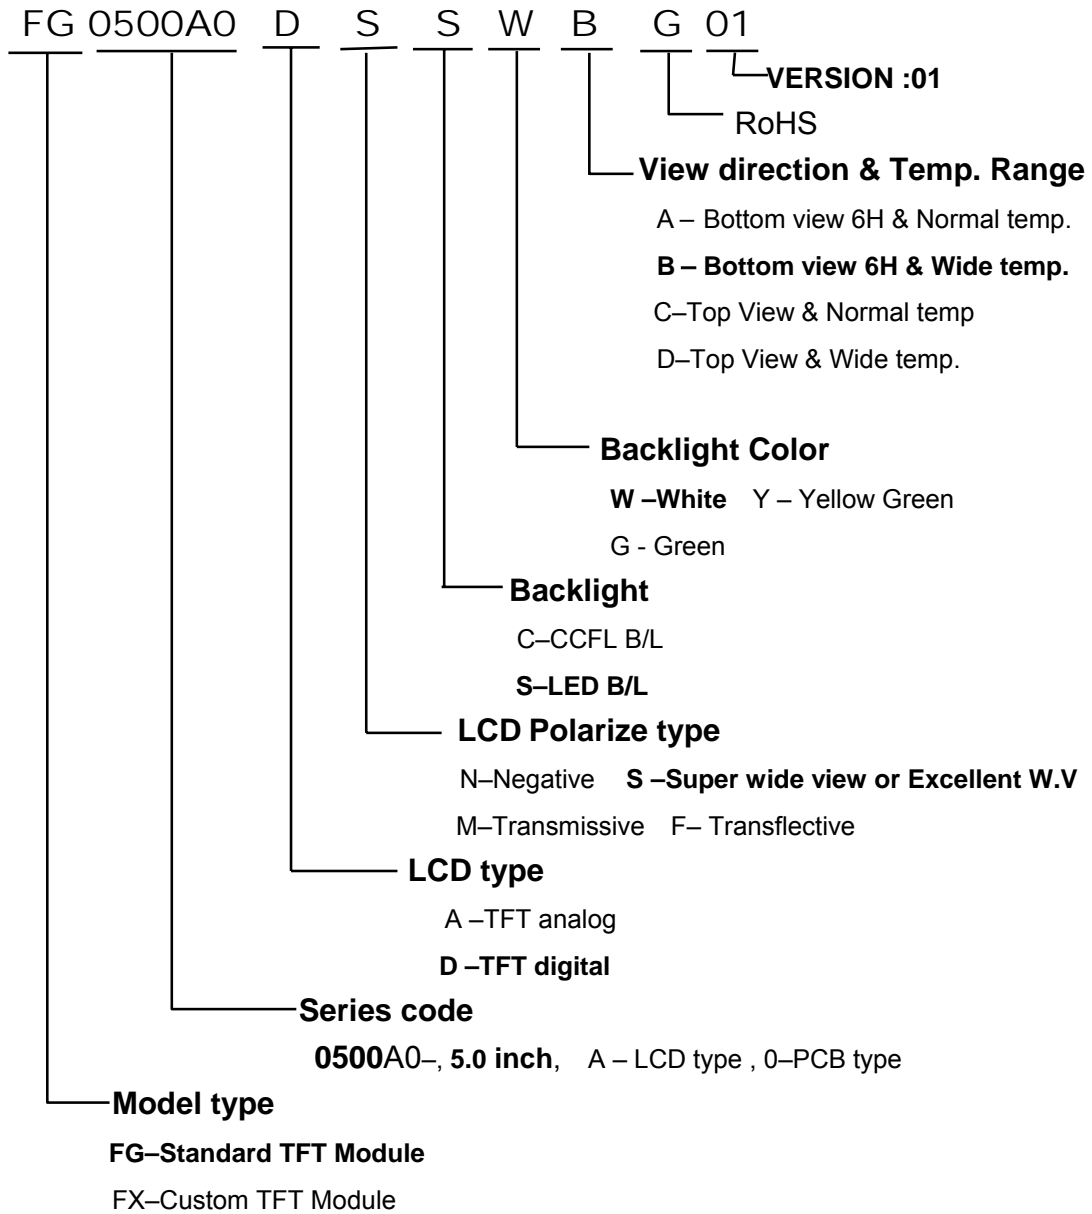 FG 0500A0 D S S W B G 01
VERSION :01
RoHS
View direction & Temp. Range
A – Bottom view 6H & Normal temp.
B – Bottom view 6H & Wide temp.
C–Top View & Normal temp
D–Top View & Wide temp.
Backlight Color
W –White Y – Yellow Green
G - Green
Backlight
C–CCFL B/L
S–LED B/L
LCD Polarize type
N–Negative S –Super wide view or Excellent W.V
M–Transmissive F– Transflective
LCD type
A –TFT analog
D –TFT digital
Series code
0500A0–, 5.0 inch, A – LCD type , 0–PCB type
Model type
FG–Standard TFT Module
FX–Custom TFT Module